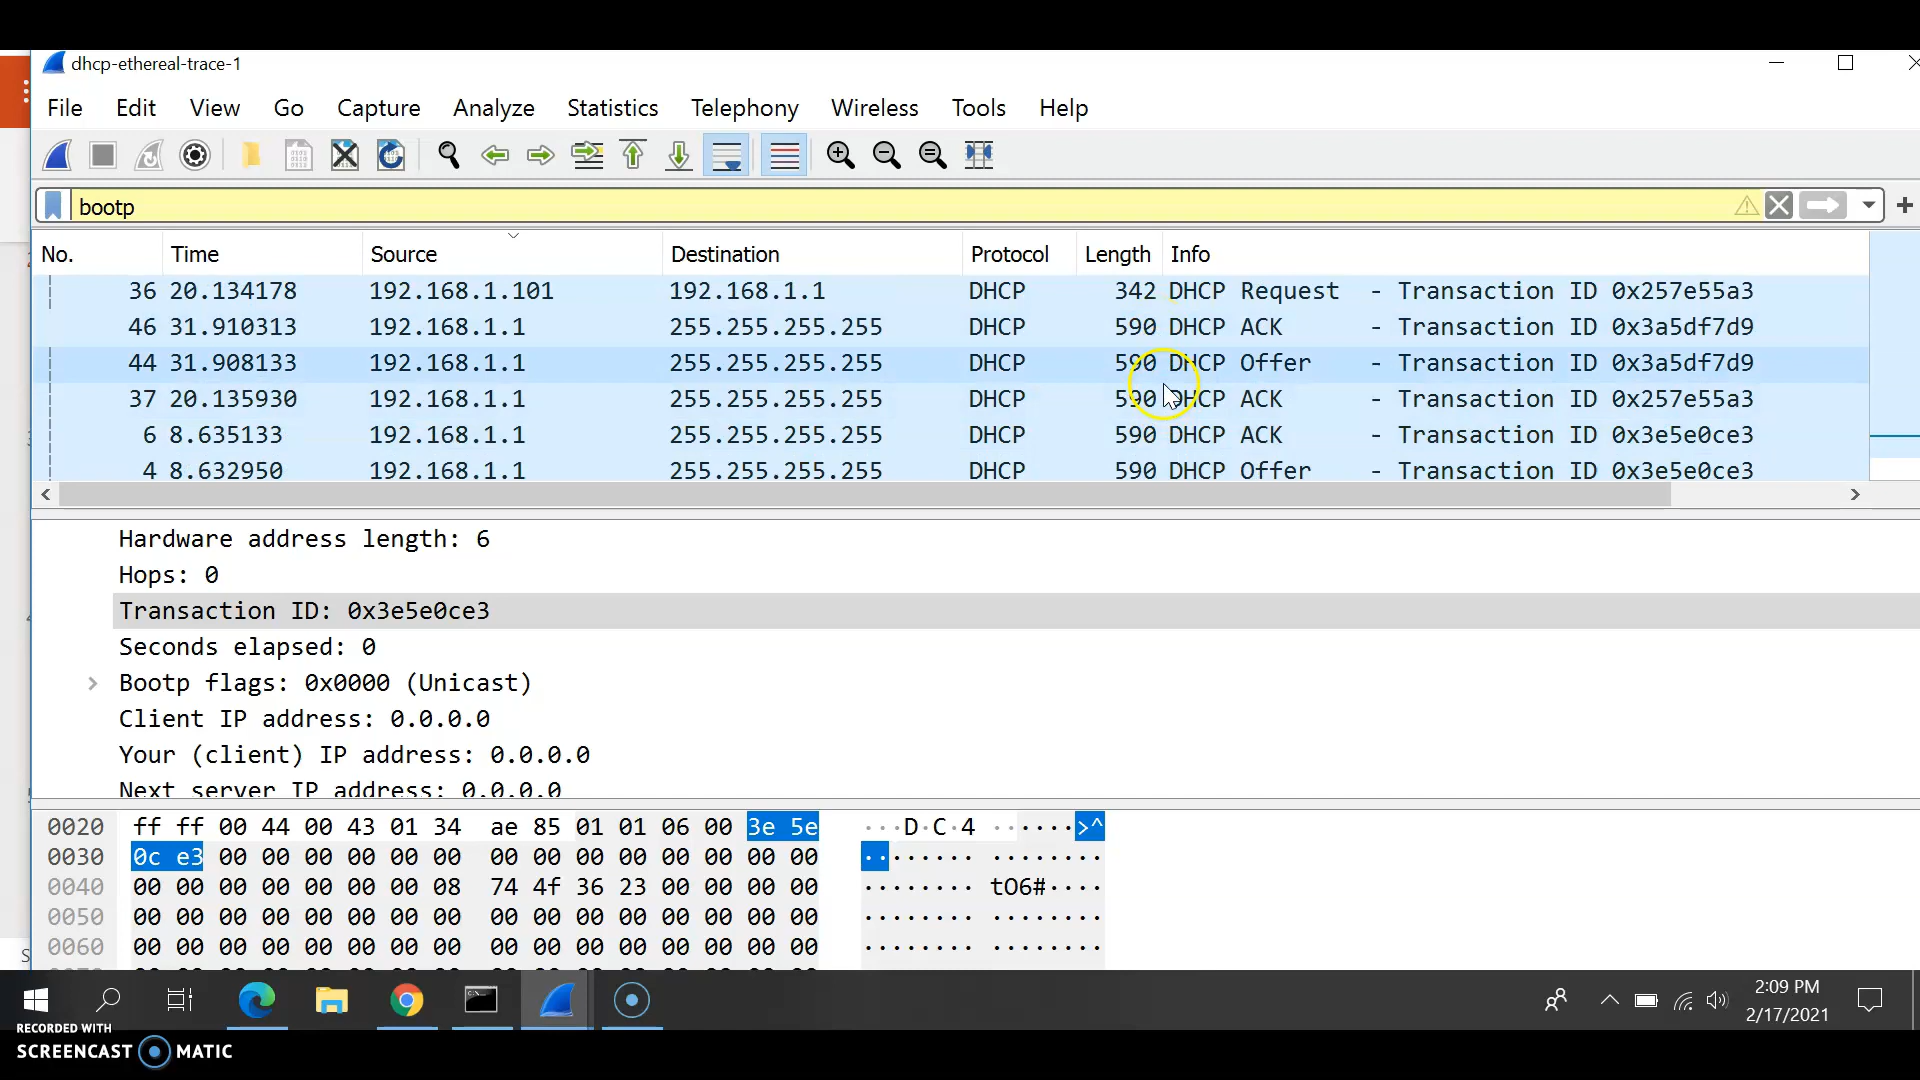 dhcp-ethereal-trace-1
File Edit View Go Capture Analyze Statistics Telephony Wireless Tools Help
bootp
No. Time Source Destination Protocol Length Info
36 20.134178 192.168.1.101 192.168.1.1 DHCP 342 DHCP Request - Transaction ID 0x257e55a3
46 31.910313 192.168.1.1 255.255.255.255 DHCP 590 DHCP ACK - Transaction ID 0x3a5df7d9
44 31.908133 192.168.1.1 255.255.255.255 DHCP 590 DHCP Offer - Transaction ID 0x3a5df7d9
37 20.135930 192.168.1.1 255.255.255.255 DHCP 590 DHCP ACK - Transaction ID 0x257e55a3
6 8.635133 192.168.1.1 255.255.255.255 DHCP 590 DHCP ACK - Transaction ID 0x3e5e0ce3
4 8.632950 192.168.1.1 255.255.255.255 DHCP 590 DHCP Offer - Transaction ID 0x3e5e0ce3
Hardware address length: 6
Hops: 0
Transaction ID: 0x3e5e0ce3
Seconds elapsed: 0
Bootp flags: 0x0000 (Unicast)
Client IP address: 0.0.0.0
Your (client) IP address: 0.0.0.0
Next server IP address: 0.0.0.0
0020 ff ff 00 44 00 43 01 34 ae 85 01 01 06 00 3e 5e ···D·C·4 ······>^
0030 0c e3 00 00 00 00 00 00 00 00 00 00 00 00 00 00 ········ ········
0040 00 00 00 00 00 00 00 08 74 4f 36 23 00 00 00 00 ········ tO6#····
0050 00 00 00 00 00 00 00 00 00 00 00 00 00 00 00 00 ········ ········
0060 00 00 00 00 00 00 00 00 00 00 00 00 00 00 00 00 ········ ········
2:09 PM
2/17/2021
RECORDED WITH
SCREENCAST MATIC